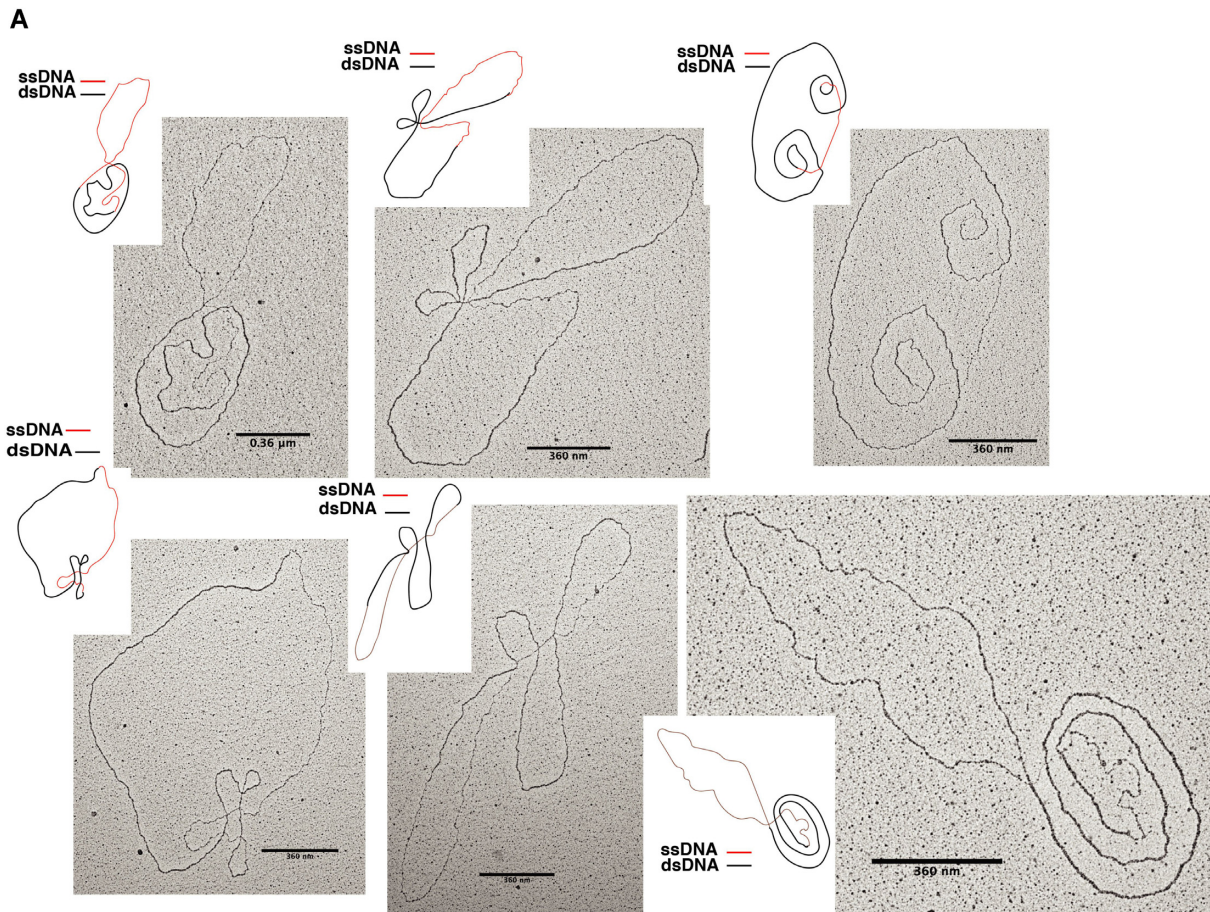 A
ssDNA
dsDNA
ssDNA
dsDNA
ssDNA
dsDNA
0.36 μm
360 nm
360 nm
ssDNA
dsDNA
ssDNA
dsDNA
360 nm
360 nm
ssDNA
dsDNA
360 nm